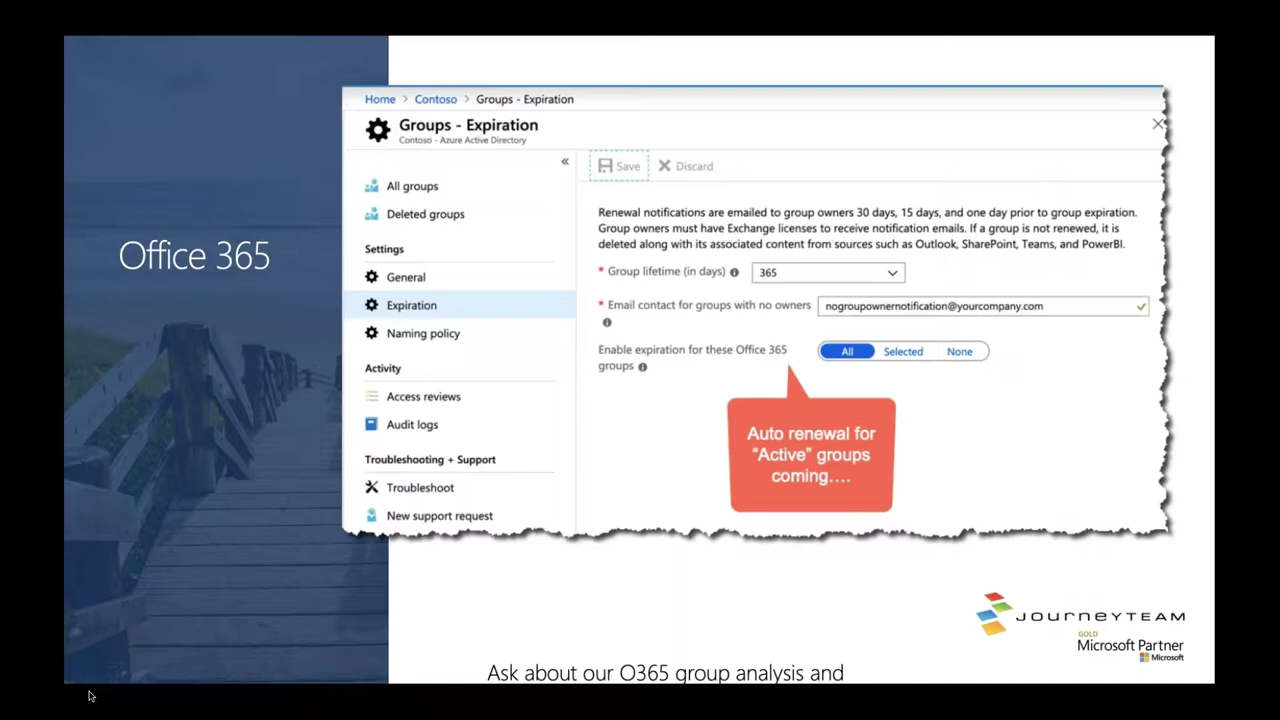 Office 365
Home > Contoso > Groups - Expiration
Groups - Expiration
Contoso - Azure Active Directory
«
All groups
Deleted groups
Settings
General
Expiration
Naming policy
Activity
Access reviews
Audit logs
Troubleshooting + Support
Troubleshoot
New support request
Save Discard
Renewal notifications are emailed to group owners 30 days, 15 days, and one day prior to group expiration.
Group owners must have Exchange licenses to receive notification emails. If a group is not renewed, it is
deleted along with its associated content from sources such as Outlook, SharePoint, Teams, and PowerBI.
* Group lifetime (in days) 365
* Email contact for groups with no owners nogroupownernotification@yourcompany.com
Enable expiration for these Office 365
groups
All Selected None
Auto renewal for
“Active” groups
coming....
JOURNEYTEAM
GOLD
Microsoft Partner
Microsoft
Ask about our O365 group analysis and